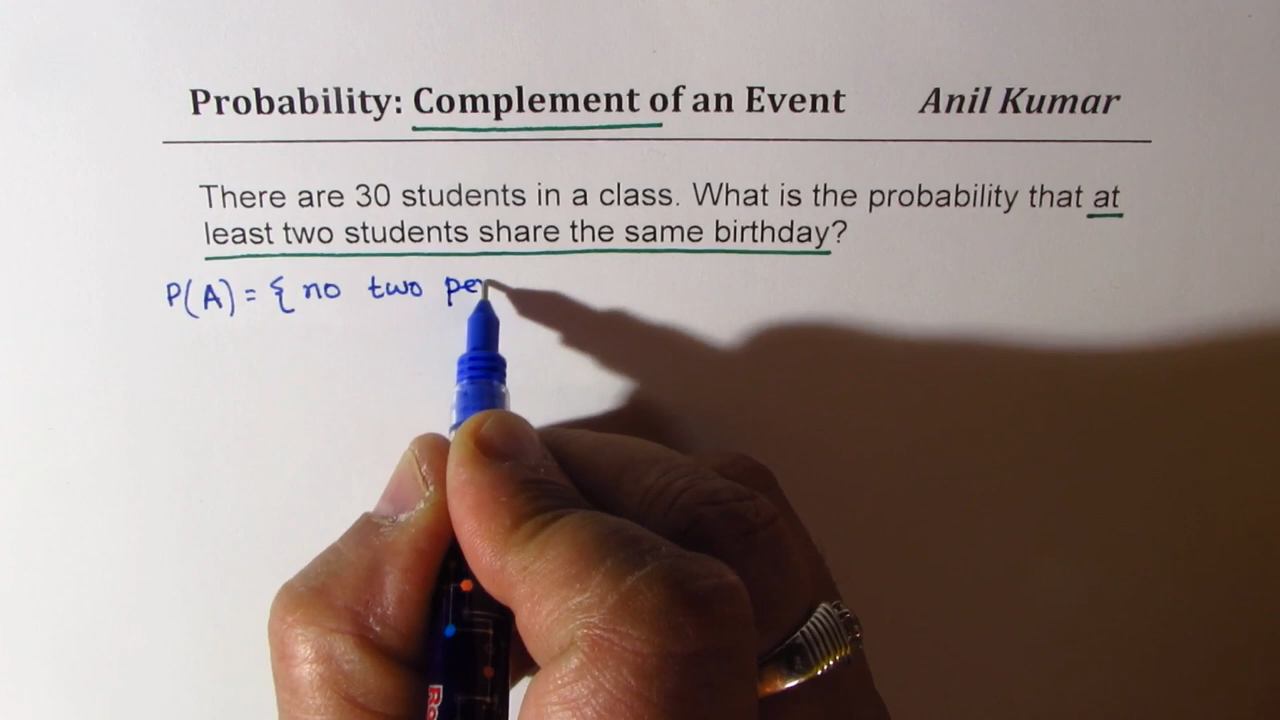 Probability: Complement of an Event Anil Kumar
There are 30 students in a class. What is the probability that at
least two students share the same birthday?
P(A) = { no two pe